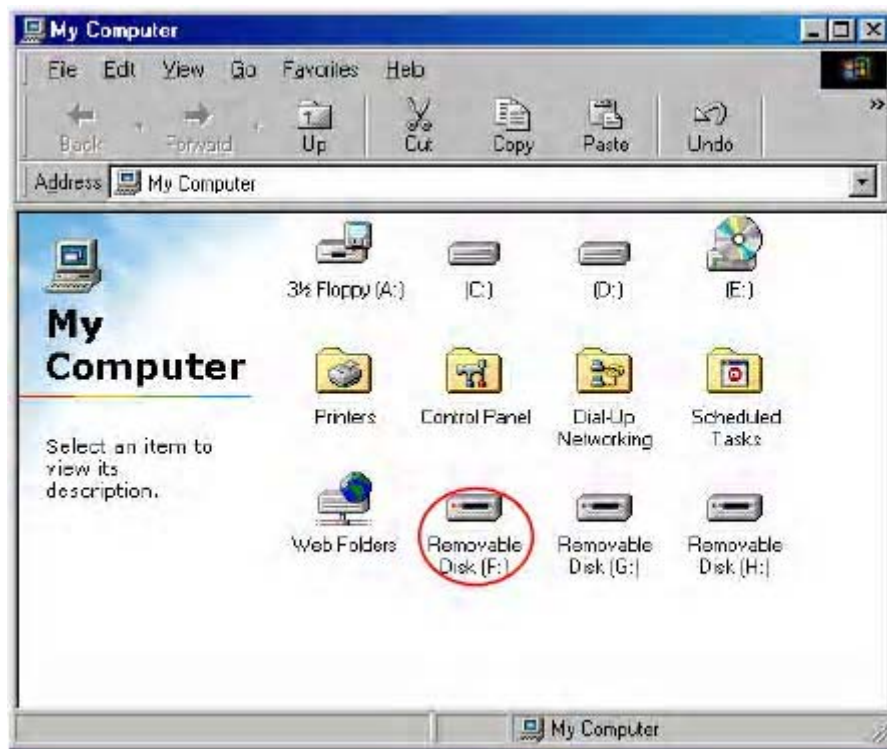 My Computer
File Edit View Go Favorites Help
Back Forward Up Cut Copy Paste Undo »
Address My Computer
3½ Floppy (A:) (C:) (D:) (E:)
My
Computer
Printers Control Panel Dial-Up Networking Scheduled Tasks
Select an item to
view its
description.
Web Folders Removable Disk (F:) Removable Disk (G:) Removable Disk (H:)
My Computer